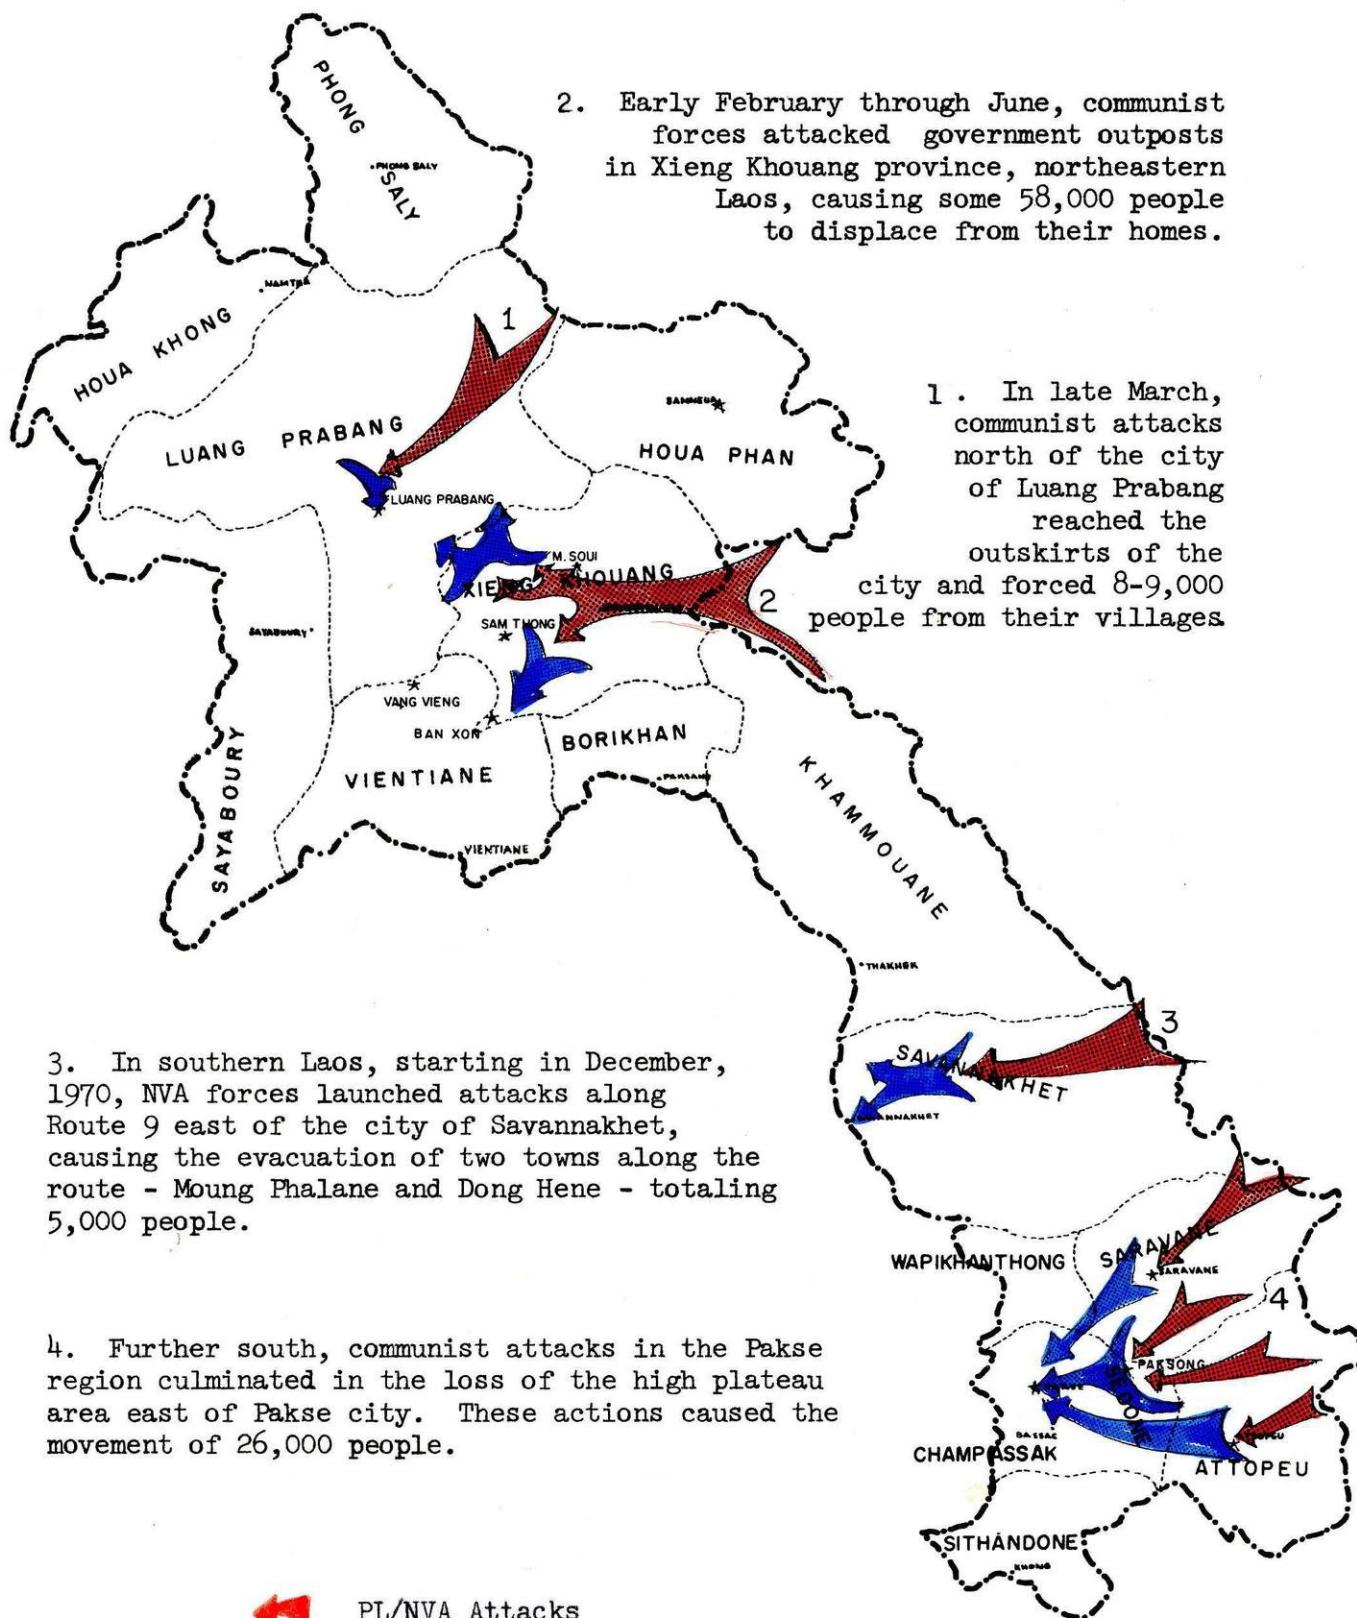 PHONG SALY
PHONG SALY
2. Early February through June, communist
forces attacked government outposts
in Xieng Khouang province, northeastern
Laos, causing some 58,000 people
to displace from their homes.
NAMTHA
HOUA KHONG
1
LUANG PRABANG
SAMNEUA
HOUA PHAN
1. In late March,
communist attacks
north of the city
of Luang Prabang
reached the
outskirts of the
city and forced 8-9,000
people from their villages.
LUANG PRABANG
M. SOUI
XIENG KHOUANG
2
SAM THONG
SAYABOURY
VANG VIENG
BAN XON
BORIKHAN
VIENTIANE
PAKSANE
SAYABOURY
VIENTIANE
KHAMMOUANE
THAKHEK
3
SAVANNAKHET
3. In southern Laos, starting in December,
1970, NVA forces launched attacks along
Route 9 east of the city of Savannakhet,
causing the evacuation of two towns along the
route - Moung Phalane and Dong Hene - totaling
5,000 people.
WAPIKHANTHONG
SARAVANE
SARAVANE
4
4. Further south, communist attacks in the Pakse
region culminated in the loss of the high plateau
area east of Pakse city. These actions caused the
movement of 26,000 people.
PAKSONG
SEDONE
BASSAC
CHAMPASSAK
ATTOPEU
SITHANDONE
KHONG
PL/NVA Attacks